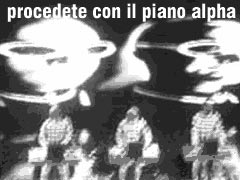 procedete con il piano alpha